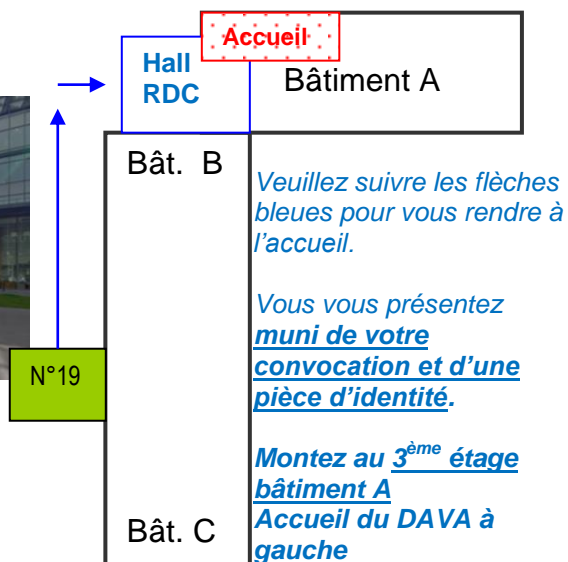 Accueil
Hall
RDC
Bâtiment A
Bât. B
Veuillez suivre les flèches
bleues pour vous rendre à
l’accueil.
Vous vous présentez
muni de votre
convocation et d’une
pièce d’identité.
N°19
Montez au 3ème étage
bâtiment A
Accueil du DAVA à
gauche
Bât. C